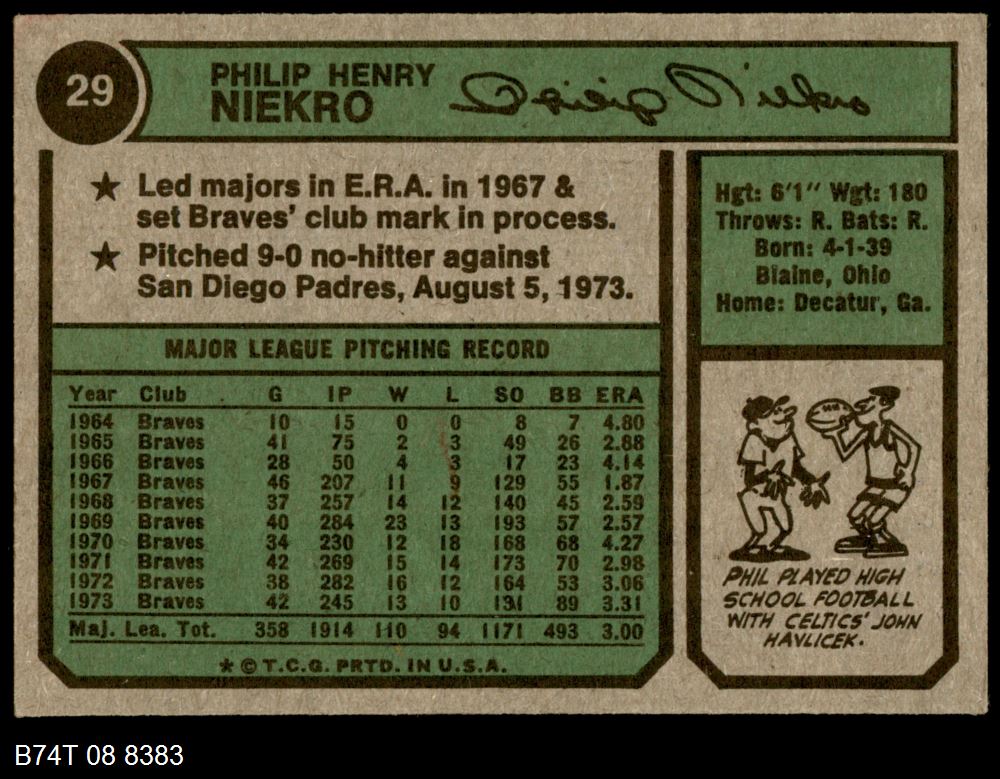 29
PHILIP HENRY
NIEKRO
Philip Niekro
★ Led majors in E.R.A. in 1967 &
set Braves' club mark in process.
★ Pitched 9-0 no-hitter against
San Diego Padres, August 5, 1973.
Hgt: 6'1" Wgt: 180
Throws: R. Bats: R.
Born: 4-1-39
Blaine, Ohio
Home: Decatur, Ga.
MAJOR LEAGUE PITCHING RECORD
Year Club G IP W L SO BB ERA
1964 Braves 10 15 0 0 8 7 4.80
1965 Braves 41 75 2 3 49 26 2.88
1966 Braves 28 50 4 3 17 23 4.14
1967 Braves 46 207 11 9 129 55 1.87
1968 Braves 37 257 14 12 140 45 2.59
1969 Braves 40 284 23 13 193 57 2.57
1970 Braves 34 230 12 18 168 68 4.27
1971 Braves 42 269 15 14 173 70 2.98
1972 Braves 38 282 16 12 164 53 3.06
1973 Braves 42 245 13 10 131 89 3.31
Maj. Lea. Tot. 358 1914 110 94 1171 493 3.00
* © T.C.G. PRTD. IN U.S.A.
PHIL PLAYED HIGH
SCHOOL FOOTBALL
WITH CELTICS' JOHN
HAVLICEK.
B74T 08 8383